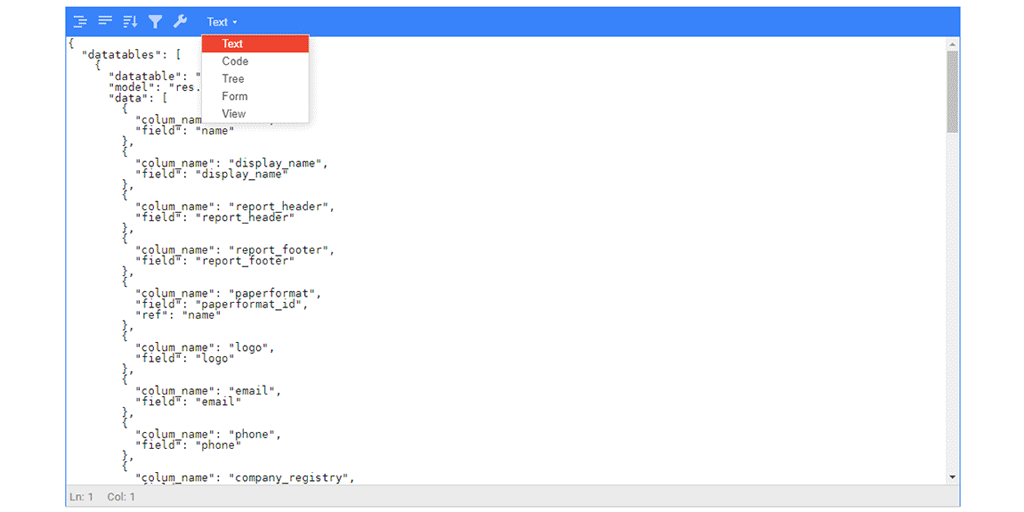 Text
Text
Code
Tree
Form
View
{
"datatables": [
{
"datatable": "
"model": "res.
"data": [
{
"colum_
"field": "name"
},
{
"colum_name": "display_name",
"field": "display_name"
},
{
"colum_name": "report_header",
"field": "report_header"
},
{
"colum_name": "report_footer",
"field": "report_footer"
},
{
"colum_name": "paperformat",
"field": "paperformat_id",
"ref": "name"
},
{
"colum_name": "logo",
"field": "logo"
},
{
"colum_name": "email",
"field": "email"
},
{
"colum_name": "phone",
"field": "phone"
},
{
"colum_name": "company_registry",
Ln: 1 Col: 1